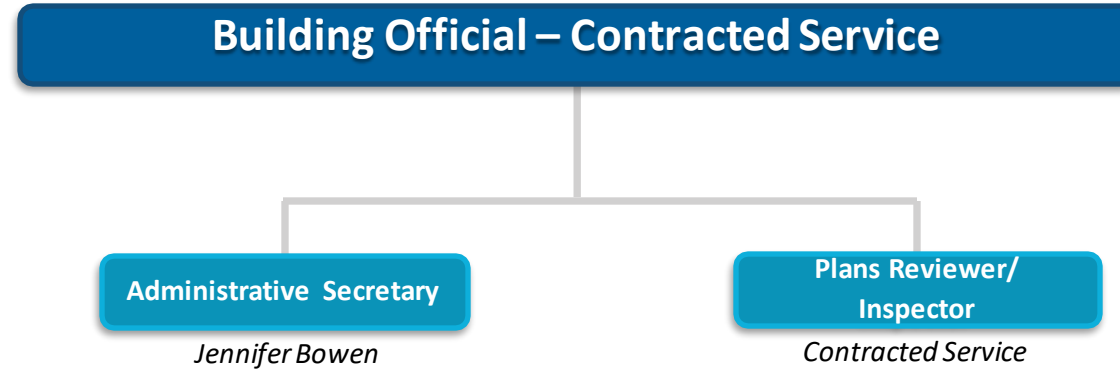 Building Official – Contracted Service
Administrative Secretary
Jennifer Bowen
Plans Reviewer/
Inspector
Contracted Service